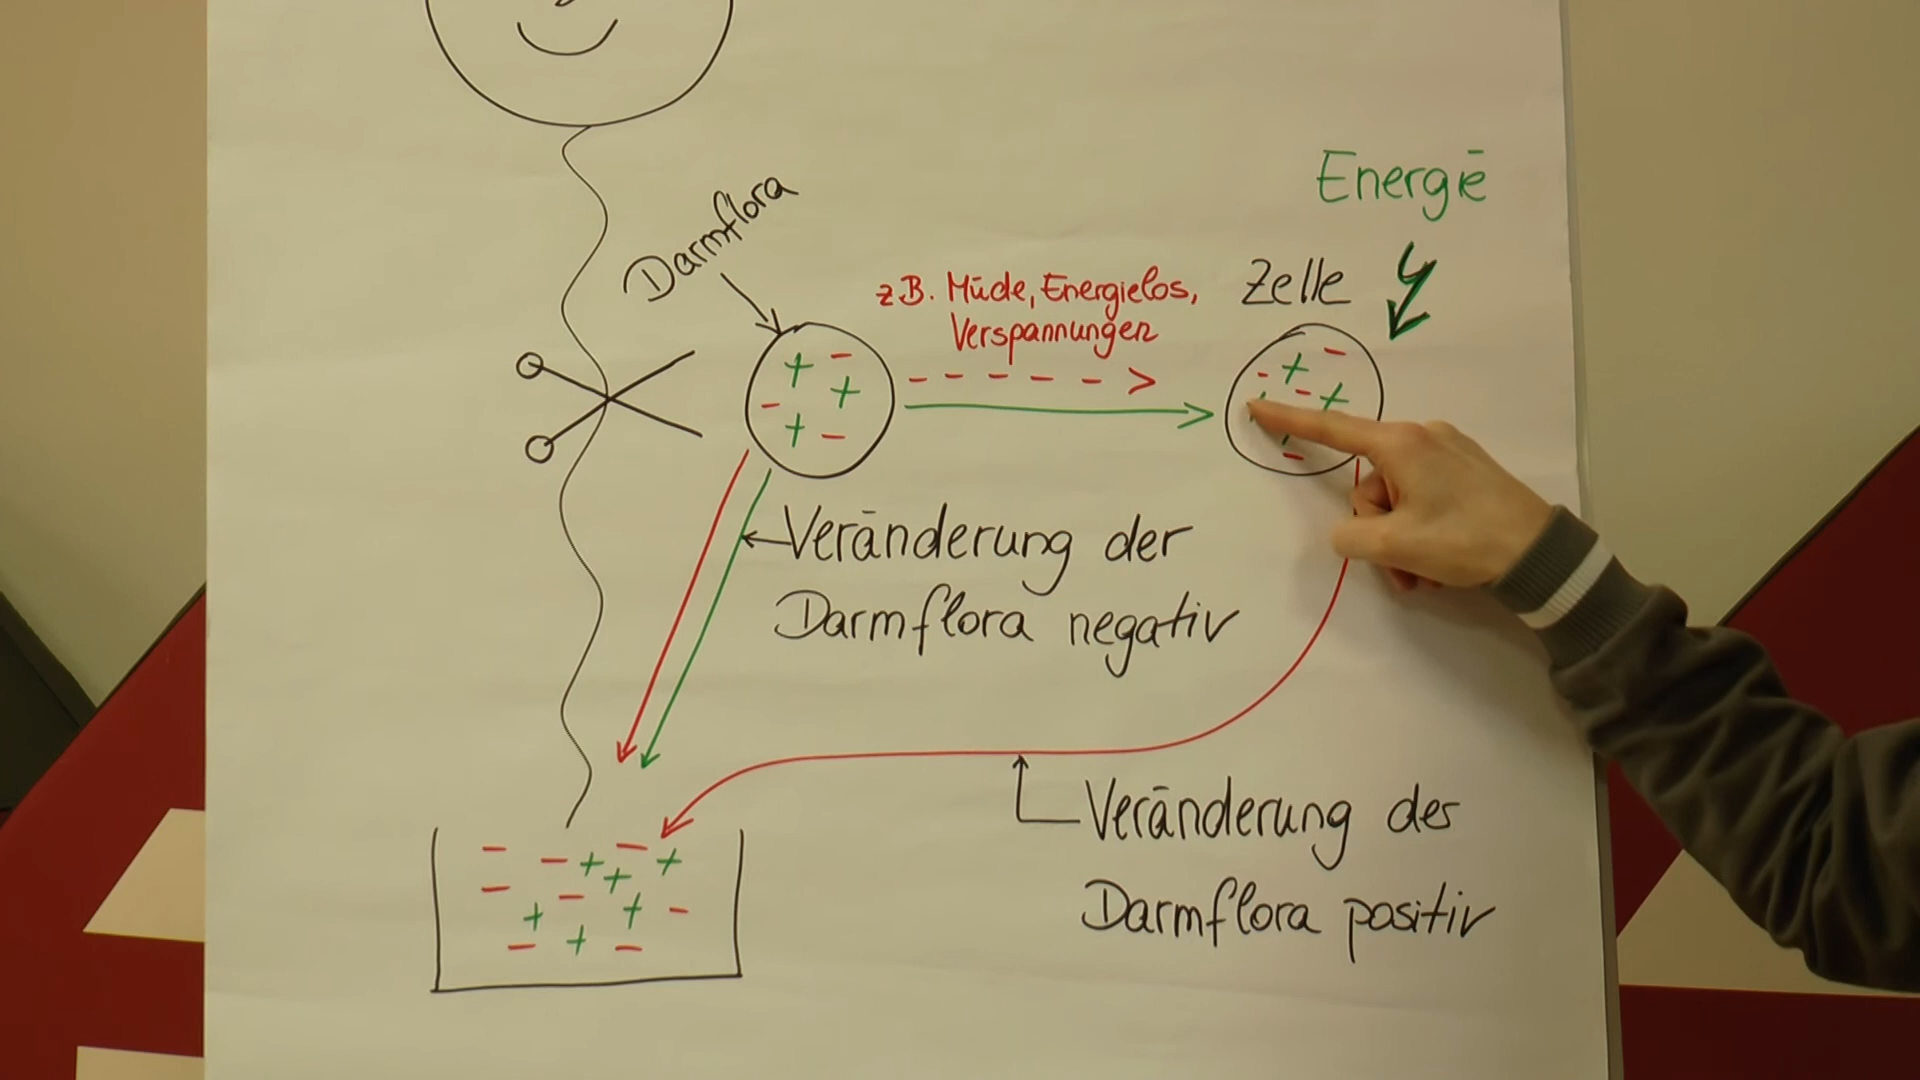 Energie
Darmflora
z.B. Müde, Energielos,
Verspannungen
Zelle
Veränderung der
Darmflora negativ
Veränderung der
Darmflora positiv